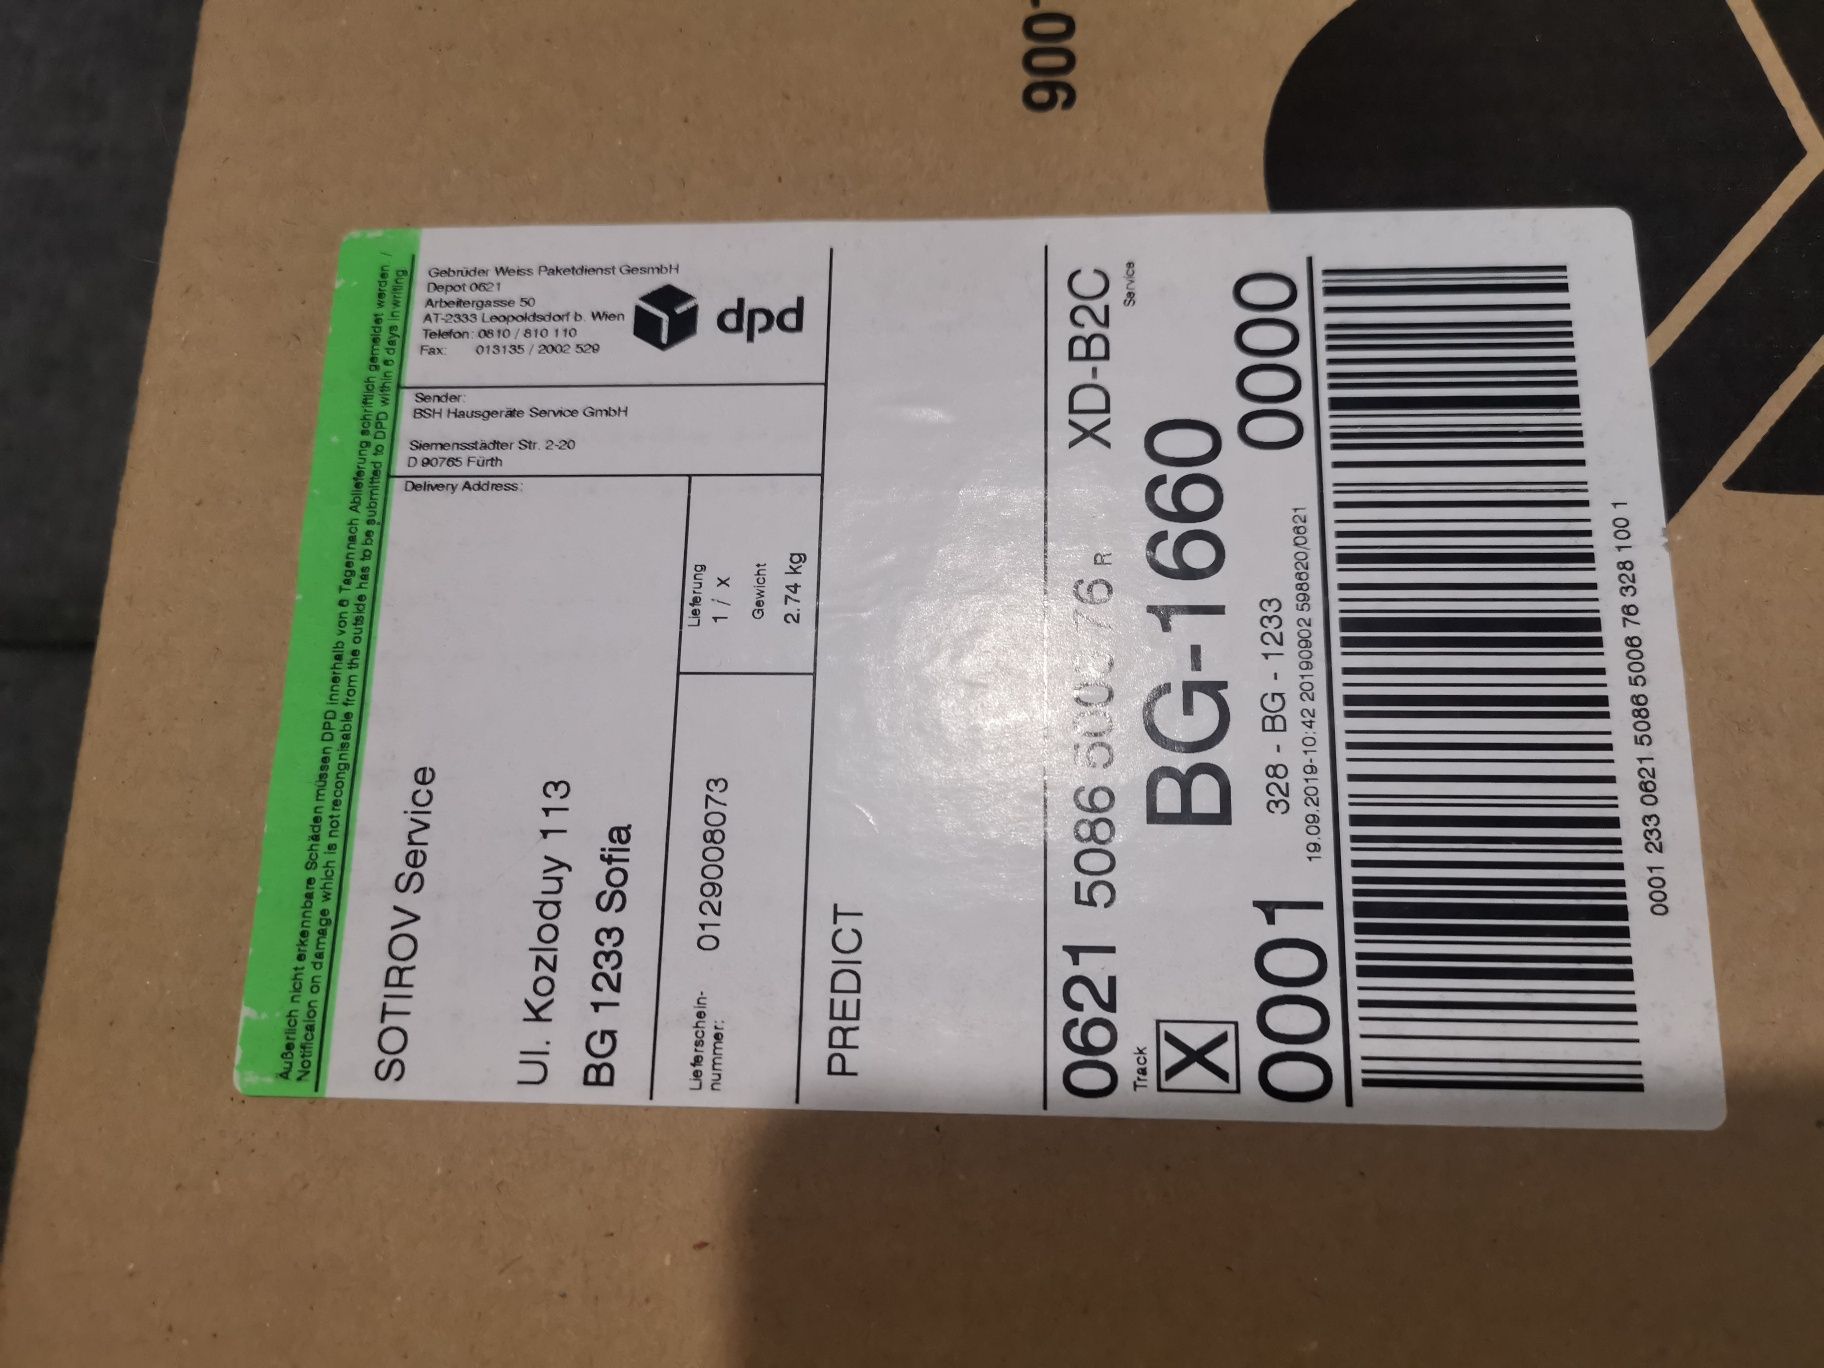 900
Äußerlich nicht erkennbare Schäden müssen DPD innerhalb von 6 Tagen nach Ablieferung schriftlich gemeldet werden. /
Notificaion on damage which is not recongnisable from the outside has to be submitted to DPD within 6 days in writing.
Gebrüder Weiss Paketdienst GesmbH
Depot 0621
Arbeitergasse 50
AT-2333 Leopoldsdorf b. Wien
Telefon: 0810 / 810 110
Fax: 013135 / 2002 529
dpd
Sender:
BSH Hausgeräte Service GmbH
Siemensstädter Str. 2-20
D 90765 Fürth
Delivery Address:
SOTIROV Service
Ul. Kozloduy 113
BG 1233 Sofia
Lieferschein-
nummer: 0129008073
Lieferung
1 / x
Gewicht
2.74 kg
PREDICT
0621 5086 5006 76 R XD-B2C
Track
Service
X BG-1660
328 - BG - 1233
0001 19.09.2019-10:42 20190902 598620/0621 0000
0001 233 0621 5086 5006 76 328 100 1